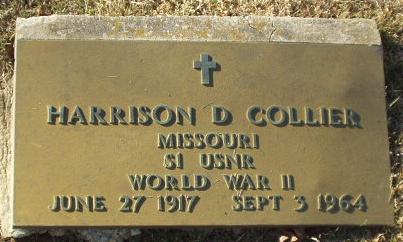 HARRISON D COLLIER
MISSOURI
S1 USNR
WORLD WAR II
JUNE 27 1917 SEPT 3 1964